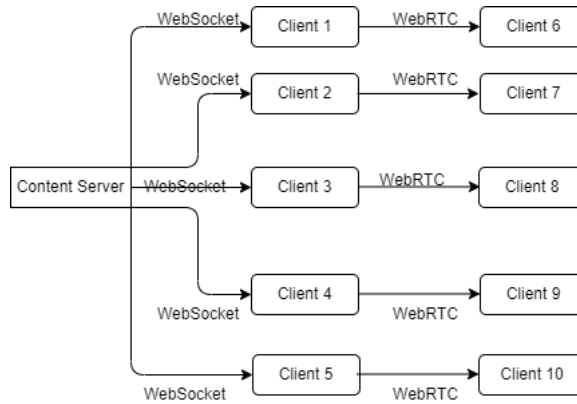 WebSocket
Client 1
WebRTC
Client 6
WebSocket
Client 2
WebRTC
Client 7
Content Server
WebSocket
Client 3
WebRTC
Client 8
WebSocket
Client 4
WebRTC
Client 9
WebSocket
Client 5
WebRTC
Client 10